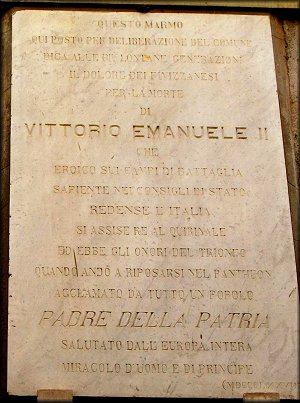 QUESTO MARMO
QUI POSTO PER DELIBERAZIONE DEL COMUNE
DICA ALLE PIÙ LONTANE GENERAZIONI
IL DOLORE DEI FIVIZZANESI
PER LA MORTE
DI
VITTORIO EMANUELE II
CHE
EROICO SUI CAMPI DI BATTAGLIA
SAPIENTE NEI CONSIGLI DI STATO
REDENSE L'ITALIA
SI ASSISE RE AL QUIRINALE
ED EBBE GLI ONORI DEL TRIONFO
QUANDO ANDÒ A RIPOSARSI NEL PANTHEON
ACCLAMATO DA TUTTO UN POPOLO
PADRE DELLA PATRIA
SALUTATO DALL'EUROPA INTERA
MIRACOLO D'UOMO E DI PRINCIPE